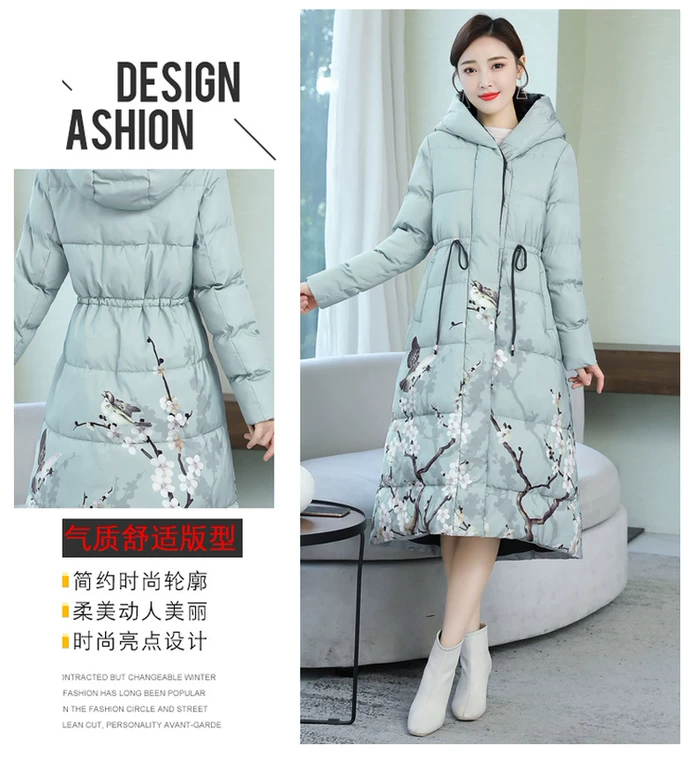 DESIGN
ASHION
气质舒适版型
简约时尚轮廓
柔美动人美丽
时尚亮点设计
ONTRACTED BUT CHANGEABLE WINTER
FASHION HAS LONG BEEN POPULAR
N THE FASHION CIRCLE AND STREET
LEAN CUT, PERSONALITY AVANT-GARDE